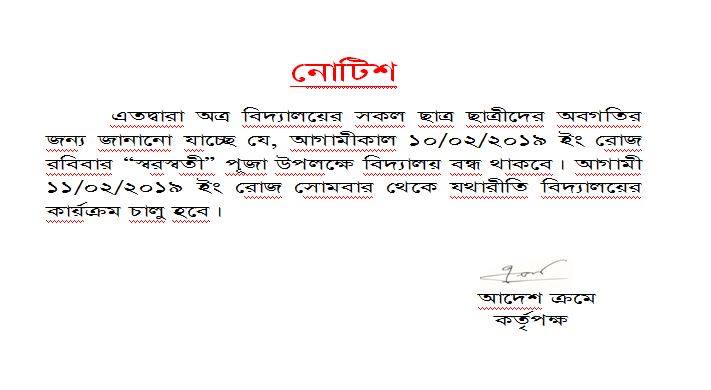 নোটিশ
এতদ্বারা অত্র বিদ্যালয়ের সকল ছাত্র ছাত্রীদের অবগতির
জন্য জানানো যাচ্ছে যে, আগামীকাল ১০/০২/২০১৯ ইং রোজ
রবিবার “স্বরস্বতী” পূজা উপলক্ষে বিদ্যালয় বন্ধ থাকবে। আগামী
১১/০২/২০১৯ ইং রোজ সোমবার থেকে যথারীতি বিদ্যালয়ের
কার্যক্রম চালু হবে।
আদেশ ক্রমে
কর্তৃপক্ষ